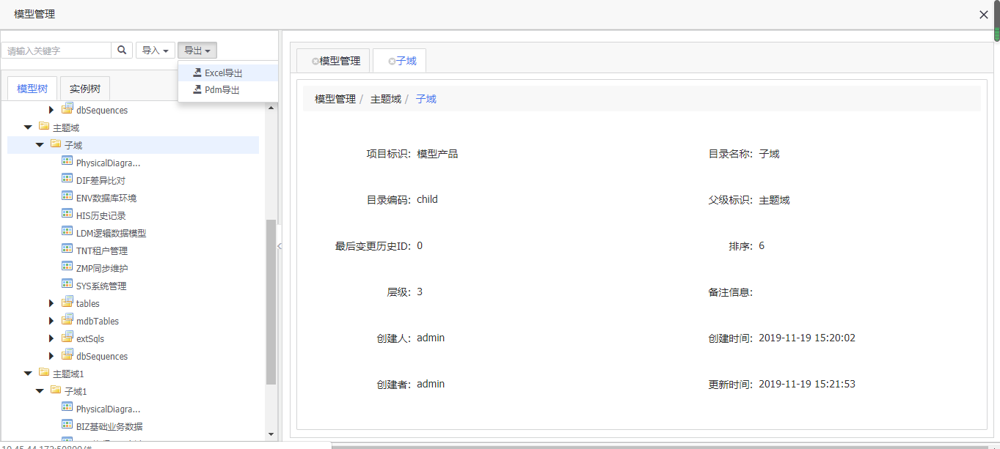 模型管理
请输入关键字
导入
导出
Excel导出
Pdm导出
模型树
实例树
dbSequences
主题域
子域
PhysicalDiagra...
DIF差异比对
ENV数据库环境
HIS历史记录
LDM逻辑数据模型
TNT租户管理
ZMP同步维护
SYS系统管理
tables
mdbTables
extSqls
dbSequences
主题域1
子域1
PhysicalDiagra...
BIZ基础业务数据
模型管理
子域
模型管理 / 主题域 / 子域
项目标识: 模型产品
目录名称: 子域
目录编码: child
父级标识: 主题域
最后变更历史ID: 0
排序: 6
层级: 3
备注信息:
创建人: admin
创建时间: 2019-11-19 15:20:02
创建者: admin
更新时间: 2019-11-19 15:21:53